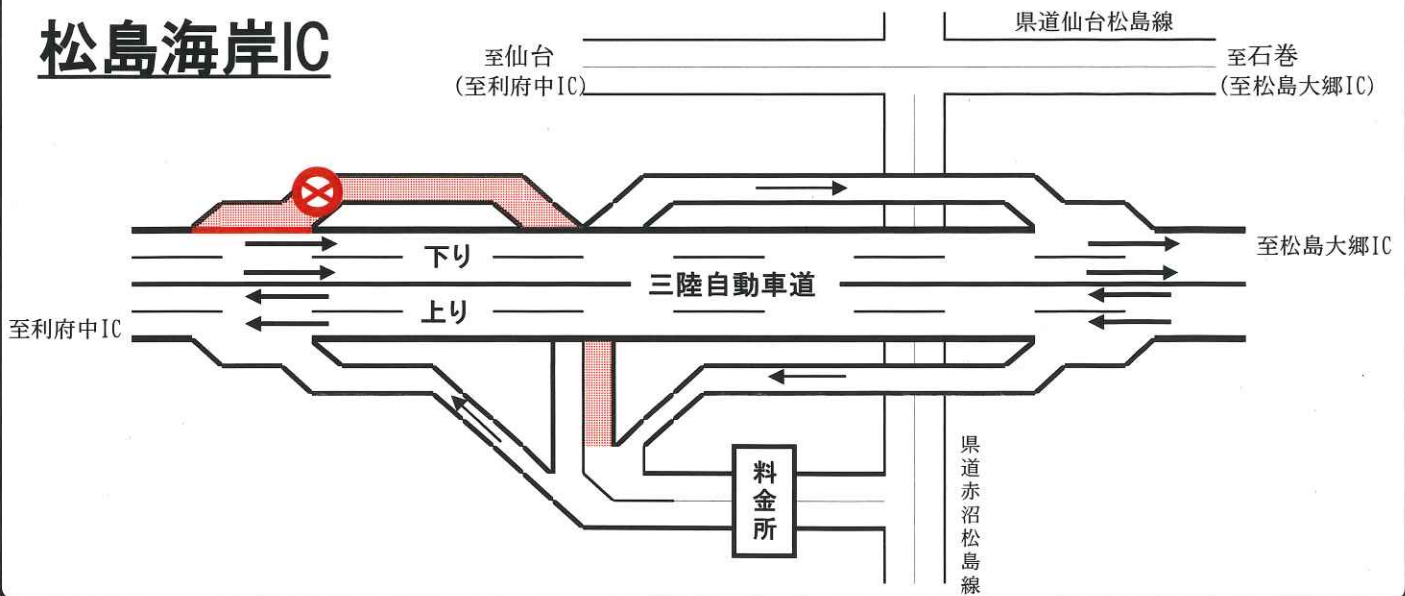 松島海岸IC
県道仙台松島線
至仙台
(至利府中IC)
至石巻
(至松島大郷IC)
下り
至松島大郷IC
三陸自動車道
上り
至利府中IC
料金所
県道赤沼松島線